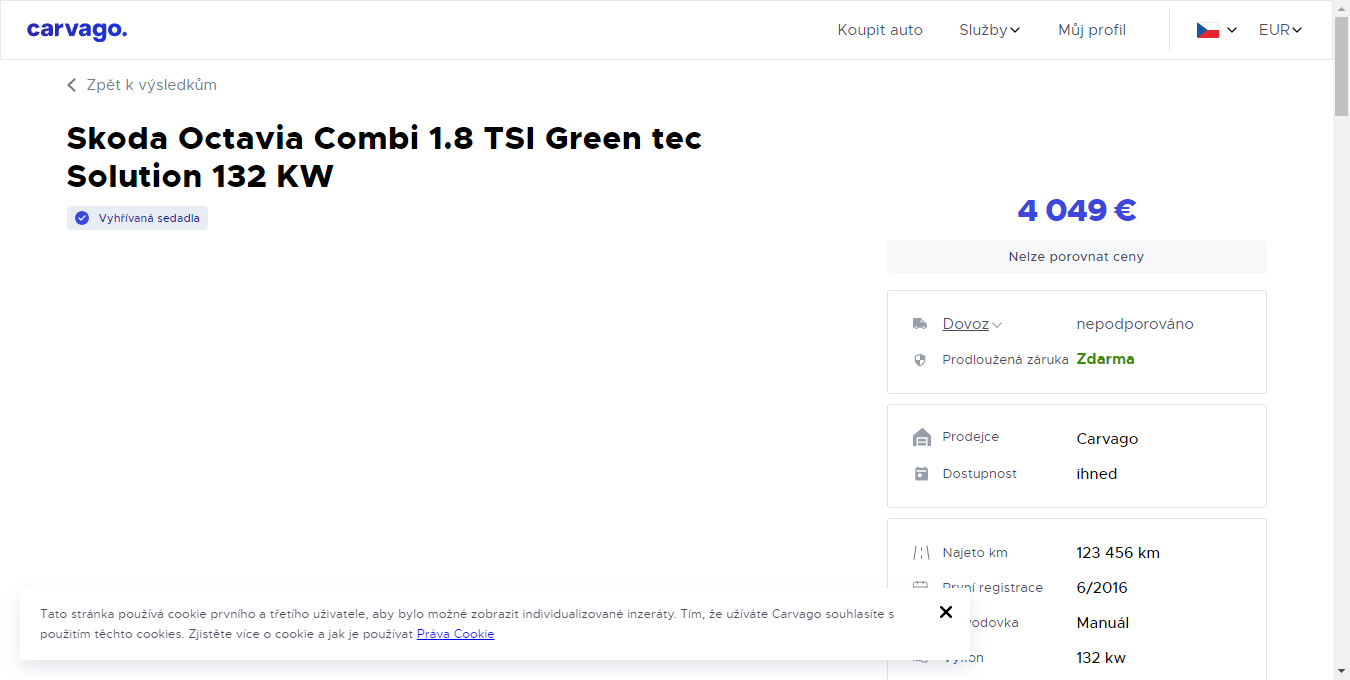 carvago.
Koupit auto
Služby
Můj profil
EUR
Zpět k výsledkům
Skoda Octavia Combi 1.8 TSI Green tec
Solution 132 KW
Vyhřívaná sedadla
4 049 €
Nelze porovnat ceny
Dovoz nepodporováno
Prodloužená záruka Zdarma
Prodejce Carvago
Dostupnost ihned
Najeto km 123 456 km
První registrace 6/2016
Manuál
132 kw
Tato stránka používá cookie prvního a třetího uživatele, aby bylo možné zobrazit individualizované inzeráty. Tím, že užíváte Carvago souhlasíte s
použitím těchto cookies. Zjistěte více o cookie a jak je používat Práva Cookie